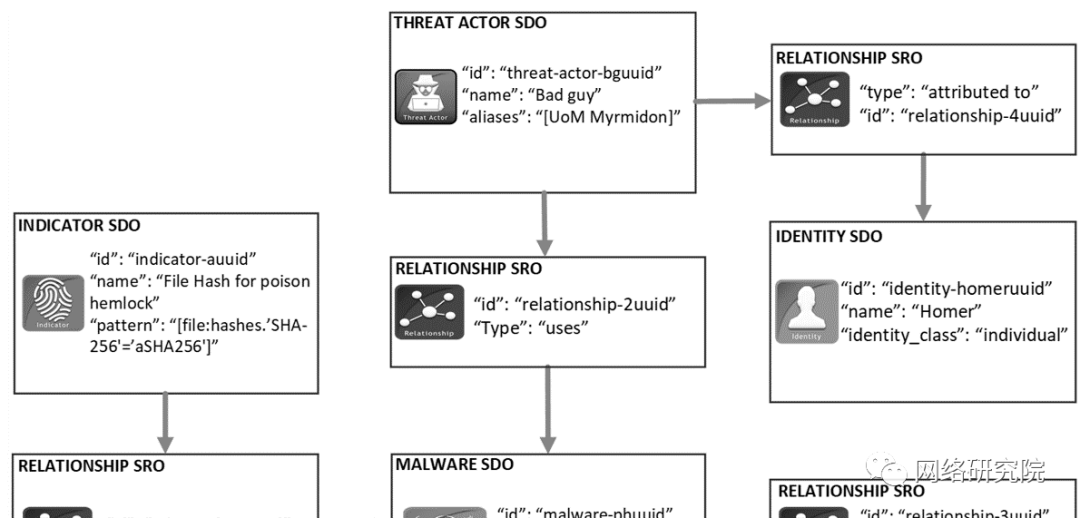 THREAT ACTOR SDO
“id”: “threat-actor-bguuid”
“name”: “Bad guy”
“aliases”: “[UoM Myrmidon]”
Threat Actor
RELATIONSHIP SRO
“type”: “attributed to”
“id”: “relationship-4uuid”
Relationship
INDICATOR SDO
“id”: “indicator-auuid”
“name”: “File Hash for poison
hemlock”
“pattern”: “[file:hashes.’SHA-
256'=’aSHA256']”
Indicator
RELATIONSHIP SRO
“id”: “relationship-2uuid”
“Type”: “uses”
Relationship
IDENTITY SDO
“id”: “identity-homeruuid”
“name”: “Homer”
“identity_class”: “individual”
Identity
RELATIONSHIP SRO
MALWARE SDO
“id”: “malware-phuuid”
网络研究院
RELATIONSHIP SRO
“id”: “relationship-3uuid”